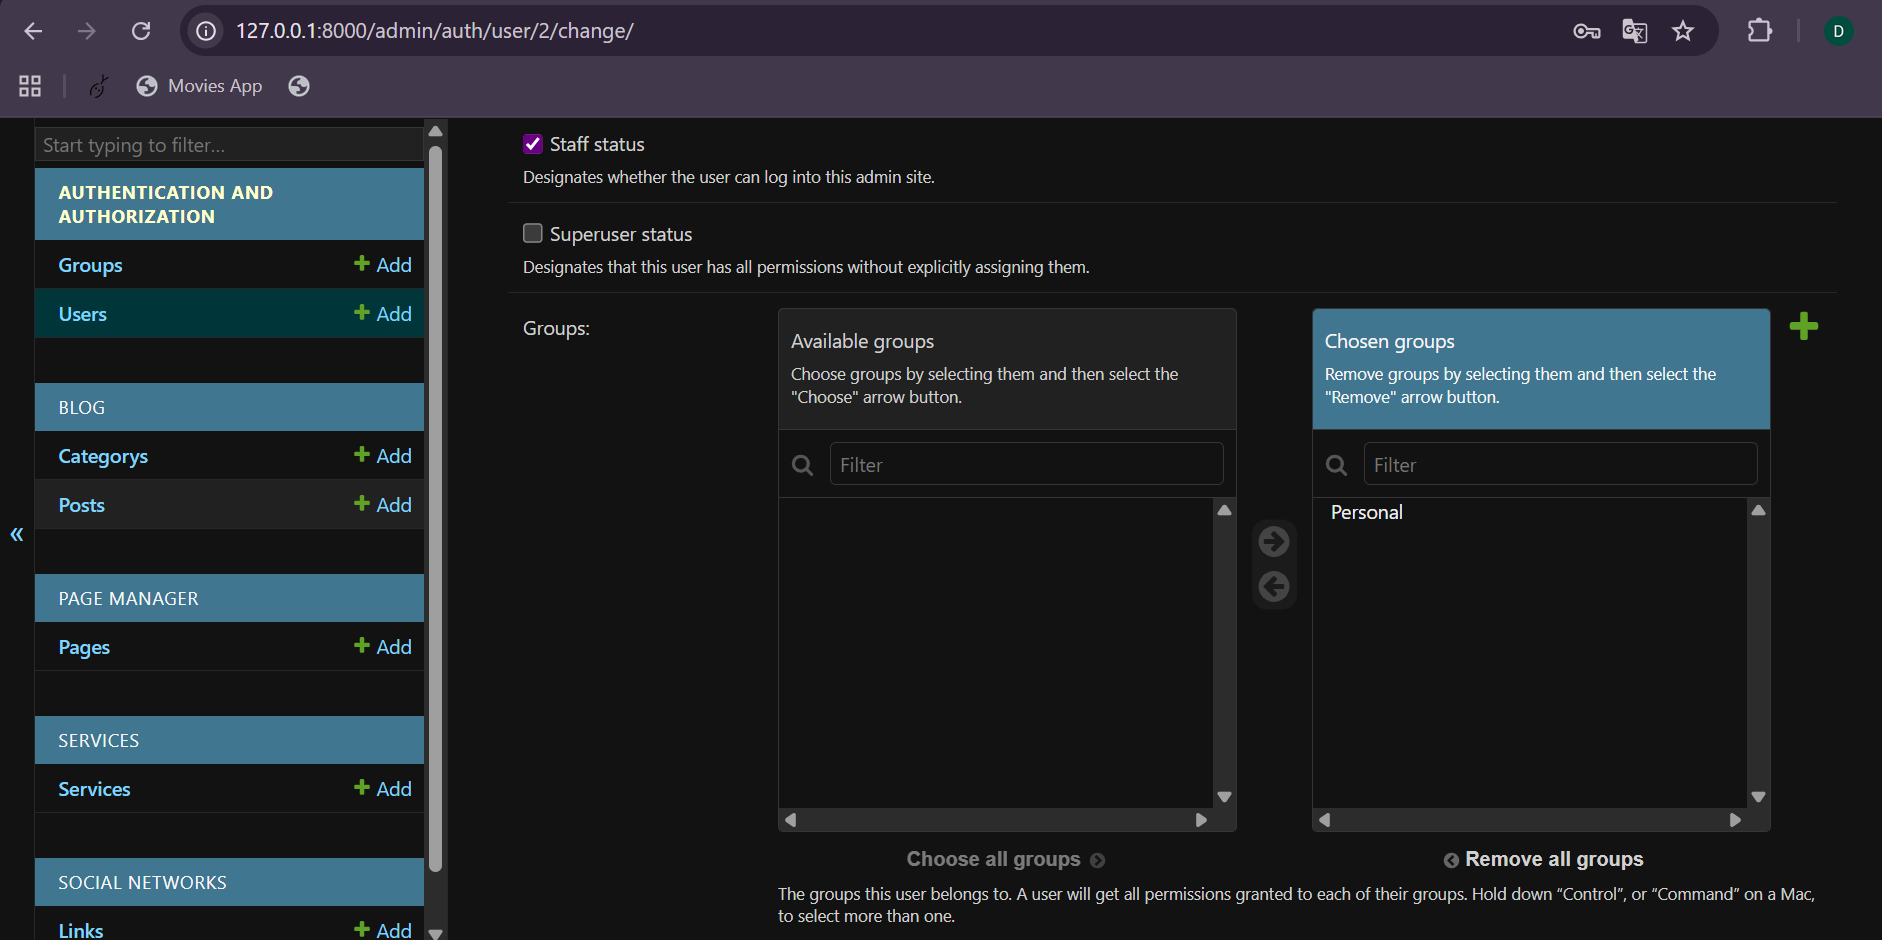 127.0.0.1:8000/admin/auth/user/2/change/
D
Movies App
Start typing to filter...
AUTHENTICATION AND
AUTHORIZATION
Groups
Add
Users
Add
BLOG
Categorys
Add
Posts
Add
«
PAGE MANAGER
Pages
Add
SERVICES
Services
Add
SOCIAL NETWORKS
Links
Add
Staff status
Designates whether the user can log into this admin site.
Superuser status
Designates that this user has all permissions without explicitly assigning them.
Groups:
Available groups
Choose groups by selecting them and then select the
"Choose" arrow button.
Filter
Choose all groups
Chosen groups
Remove groups by selecting them and then select the
"Remove" arrow button.
Filter
Personal
Remove all groups
The groups this user belongs to. A user will get all permissions granted to each of their groups. Hold down “Control”, or “Command” on a Mac,
to select more than one.